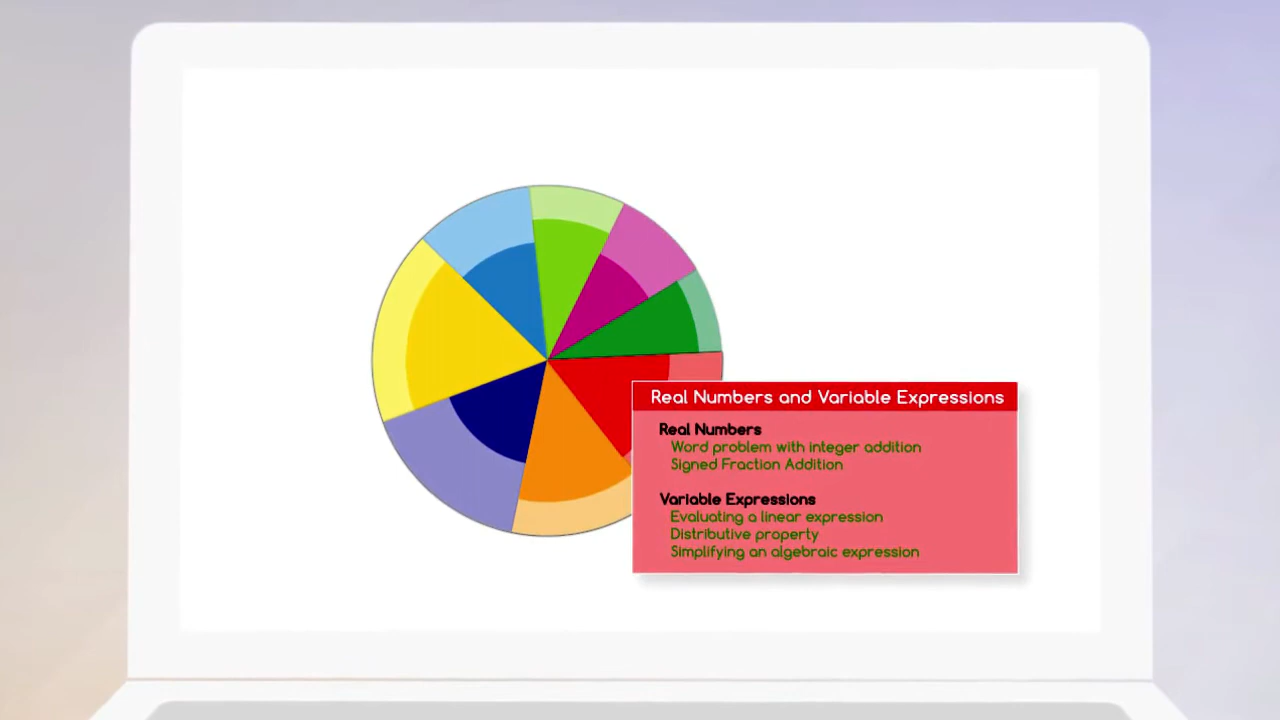 Real Numbers and Variable Expressions
Real Numbers
Word problem with integer addition
Signed Fraction Addition
Variable Expressions
Evaluating a linear expression
Distributive property
Simplifying an algebraic expression